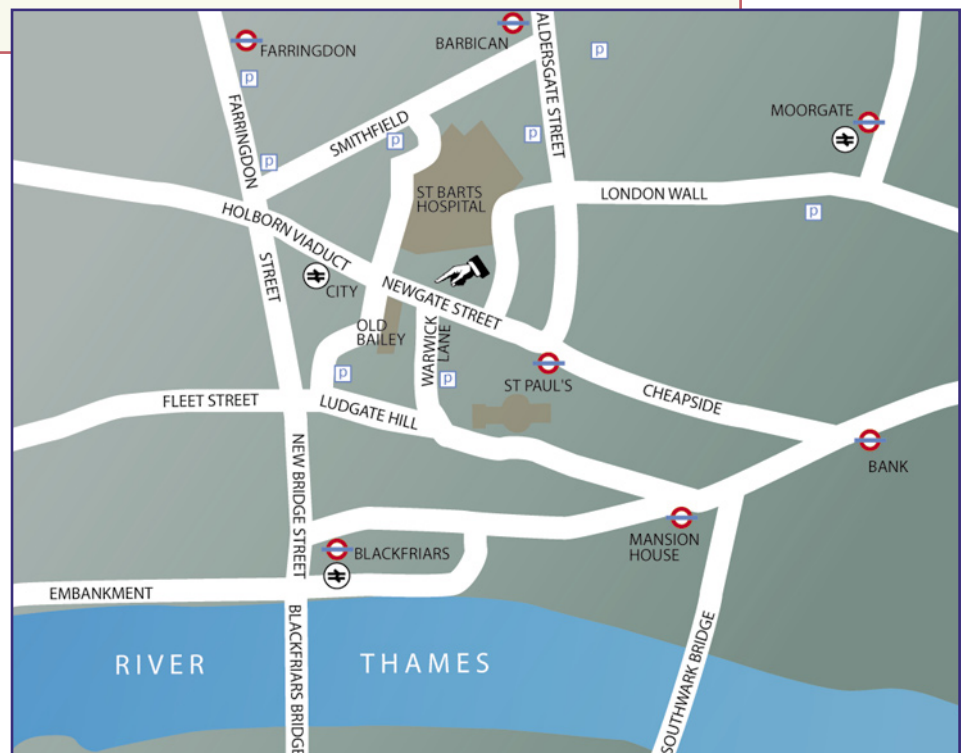 FARRINGDON
BARBICAN
ALDERSGATE STREET
P
P
MOORGATE
FARRINGDON
SMITHFIELD
P
P
P
ST BARTS
HOSPITAL
LONDON WALL
P
HOLBORN VIADUCT
STREET
CITY
NEWGATE STREET
OLD
BAILEY
WARWICK
LANE
P
P
ST PAUL'S
CHEAPSIDE
FLEET STREET
LUDGATE HILL
BANK
NEW BRIDGE STREET
MANSION
HOUSE
BLACKFRIARS
EMBANKMENT
BLACKFRIARS BRIDGE
RIVER THAMES
SOUTHWARK BRIDGE